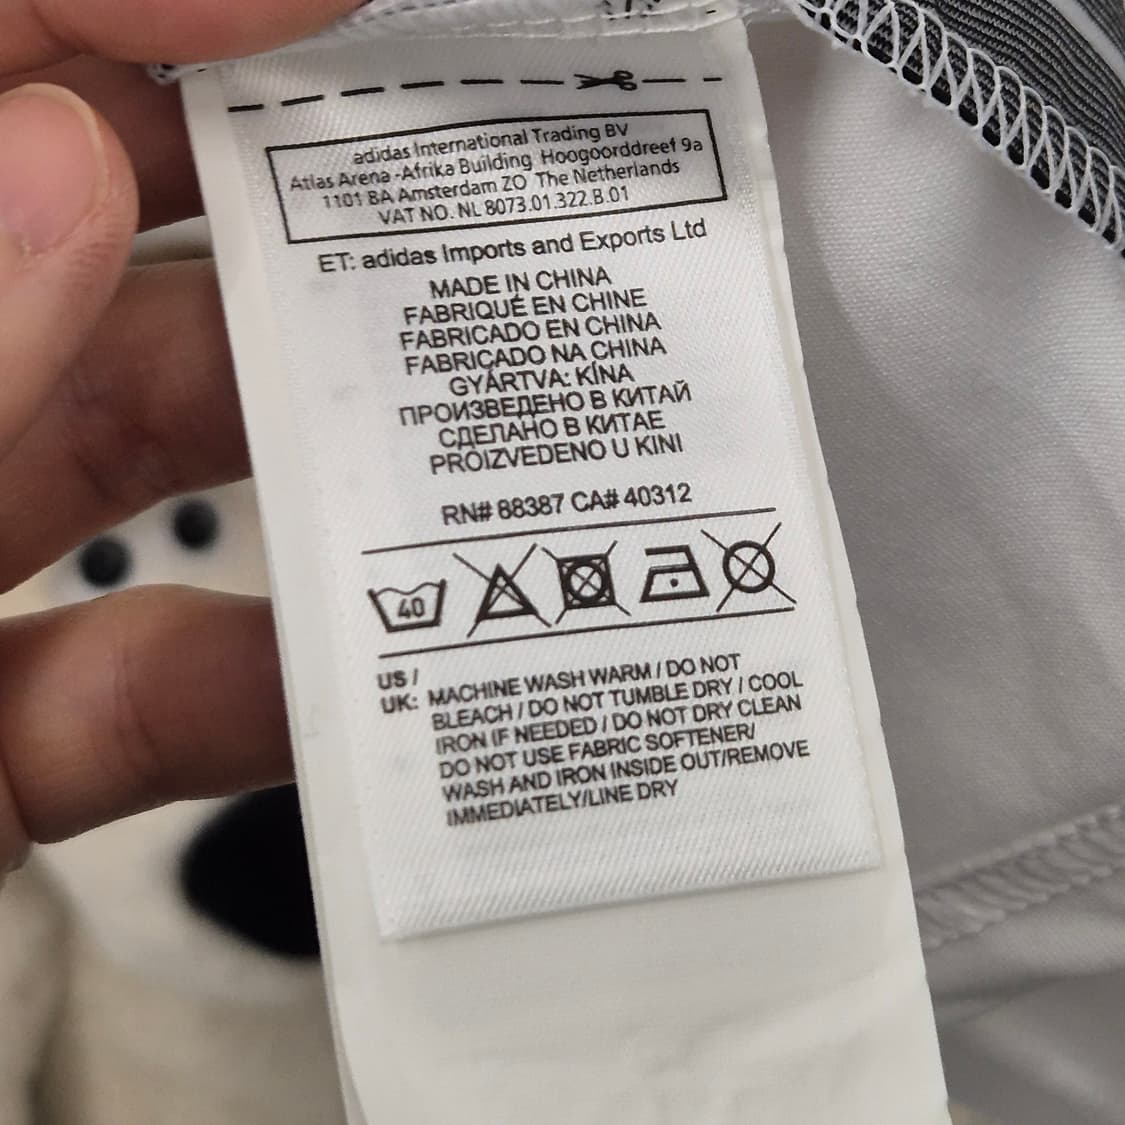 adidas International Trading BV
Atlas Arena -Afrika Building Hoogoorddreef 9a
1101 BA Amsterdam ZO The Netherlands
VAT NO. NL 8073.01.322.B.01
ET: adidas Imports and Exports Ltd
MADE IN CHINA
FABRIQUÉ EN CHINE
FABRICADO EN CHINA
FABRICADO NA CHINA
GYÁRTVA: KÍNA
ПРОИЗВЕДЕНО В КИТАЙ
СДЕЛАНО В КИТАЕ
PROIZVEDENO U KINI
RN# 88387 CA# 40312
40
US /
UK: MACHINE WASH WARM / DO NOT
BLEACH / DO NOT TUMBLE DRY / COOL
IRON IF NEEDED / DO NOT DRY CLEAN
DO NOT USE FABRIC SOFTENER/
WASH AND IRON INSIDE OUT/REMOVE
IMMEDIATELY/LINE DRY